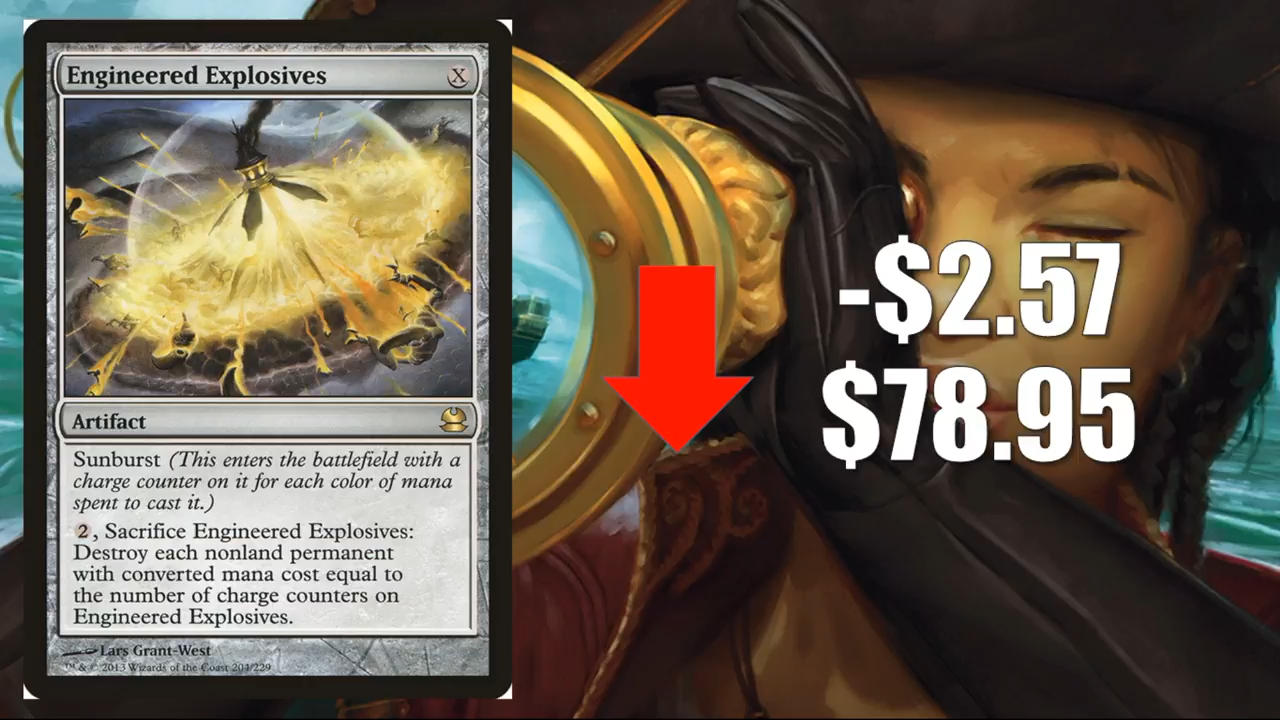 Engineered Explosives X
Artifact
Sunburst (This enters the battlefield with a
charge counter on it for each color of mana
spent to cast it.)
2, Sacrifice Engineered Explosives:
Destroy each nonland permanent
with converted mana cost equal to
the number of charge counters on
Engineered Explosives.
Lars Grant-West
™ & © 2013 Wizards of the Coast 204/229
-$2.57
$78.95